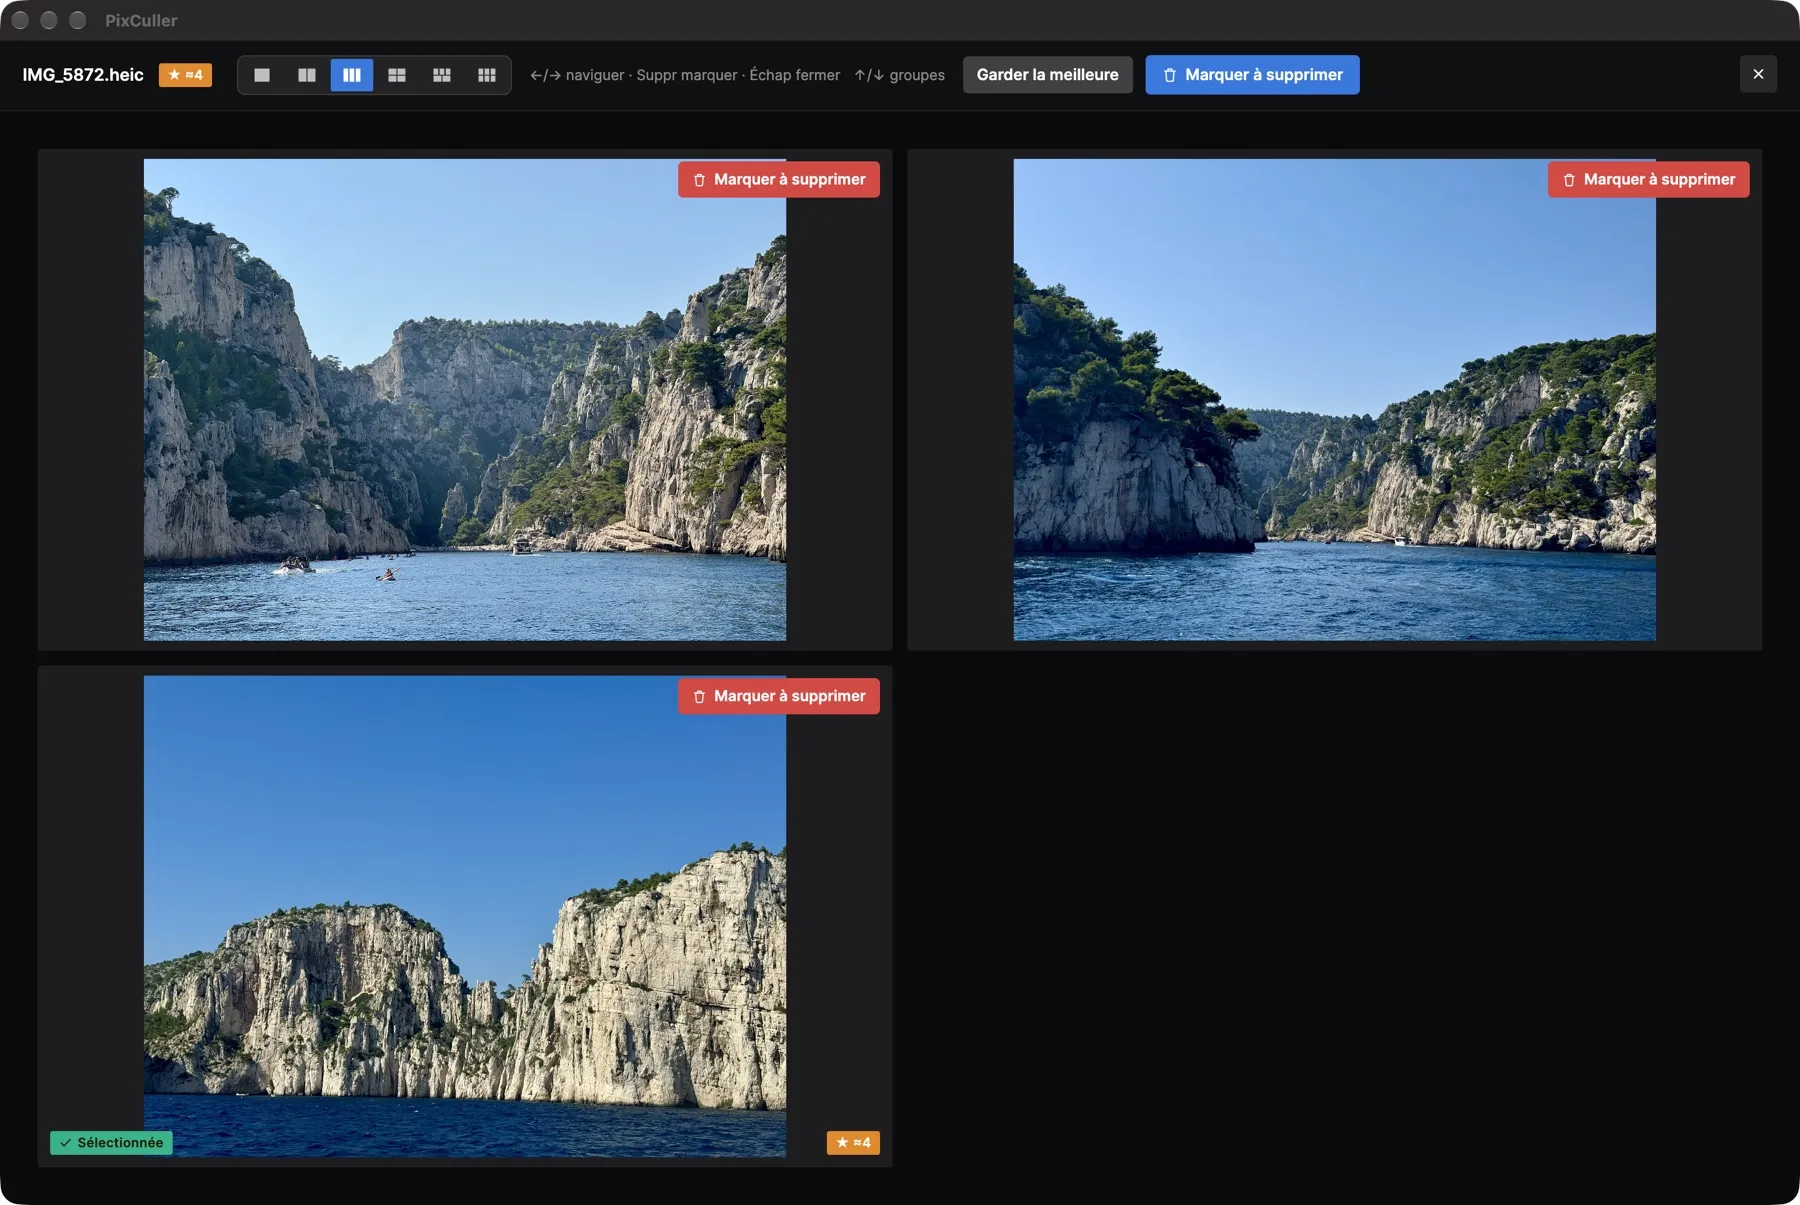 PixCuller
IMG_5872.heic ★ ≈4 ←/→ naviguer · Suppr marquer · Échap fermer ↑/↓ groupes Garder la meilleure Marquer à supprimer
Marquer à supprimer
Marquer à supprimer
Marquer à supprimer
✓ Sélectionnée
★ ≈4